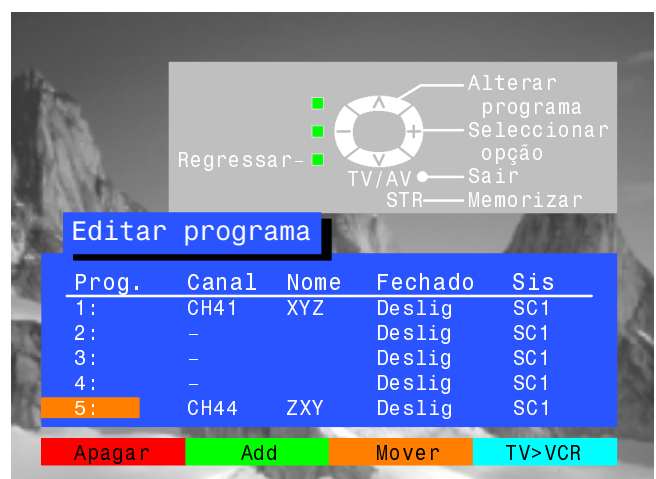 Alterar
programa
Seleccionar
opção
Regressar
TV/AV Sair
STR Memorizar
Editar programa
Prog. Canal Nome Fechado Sis
1: CH41 XYZ Deslig SC1
2: – Deslig SC1
3: – Deslig SC1
4: – Deslig SC1
5: CH44 ZXY Deslig SC1
Apagar Add Mover TV>VCR